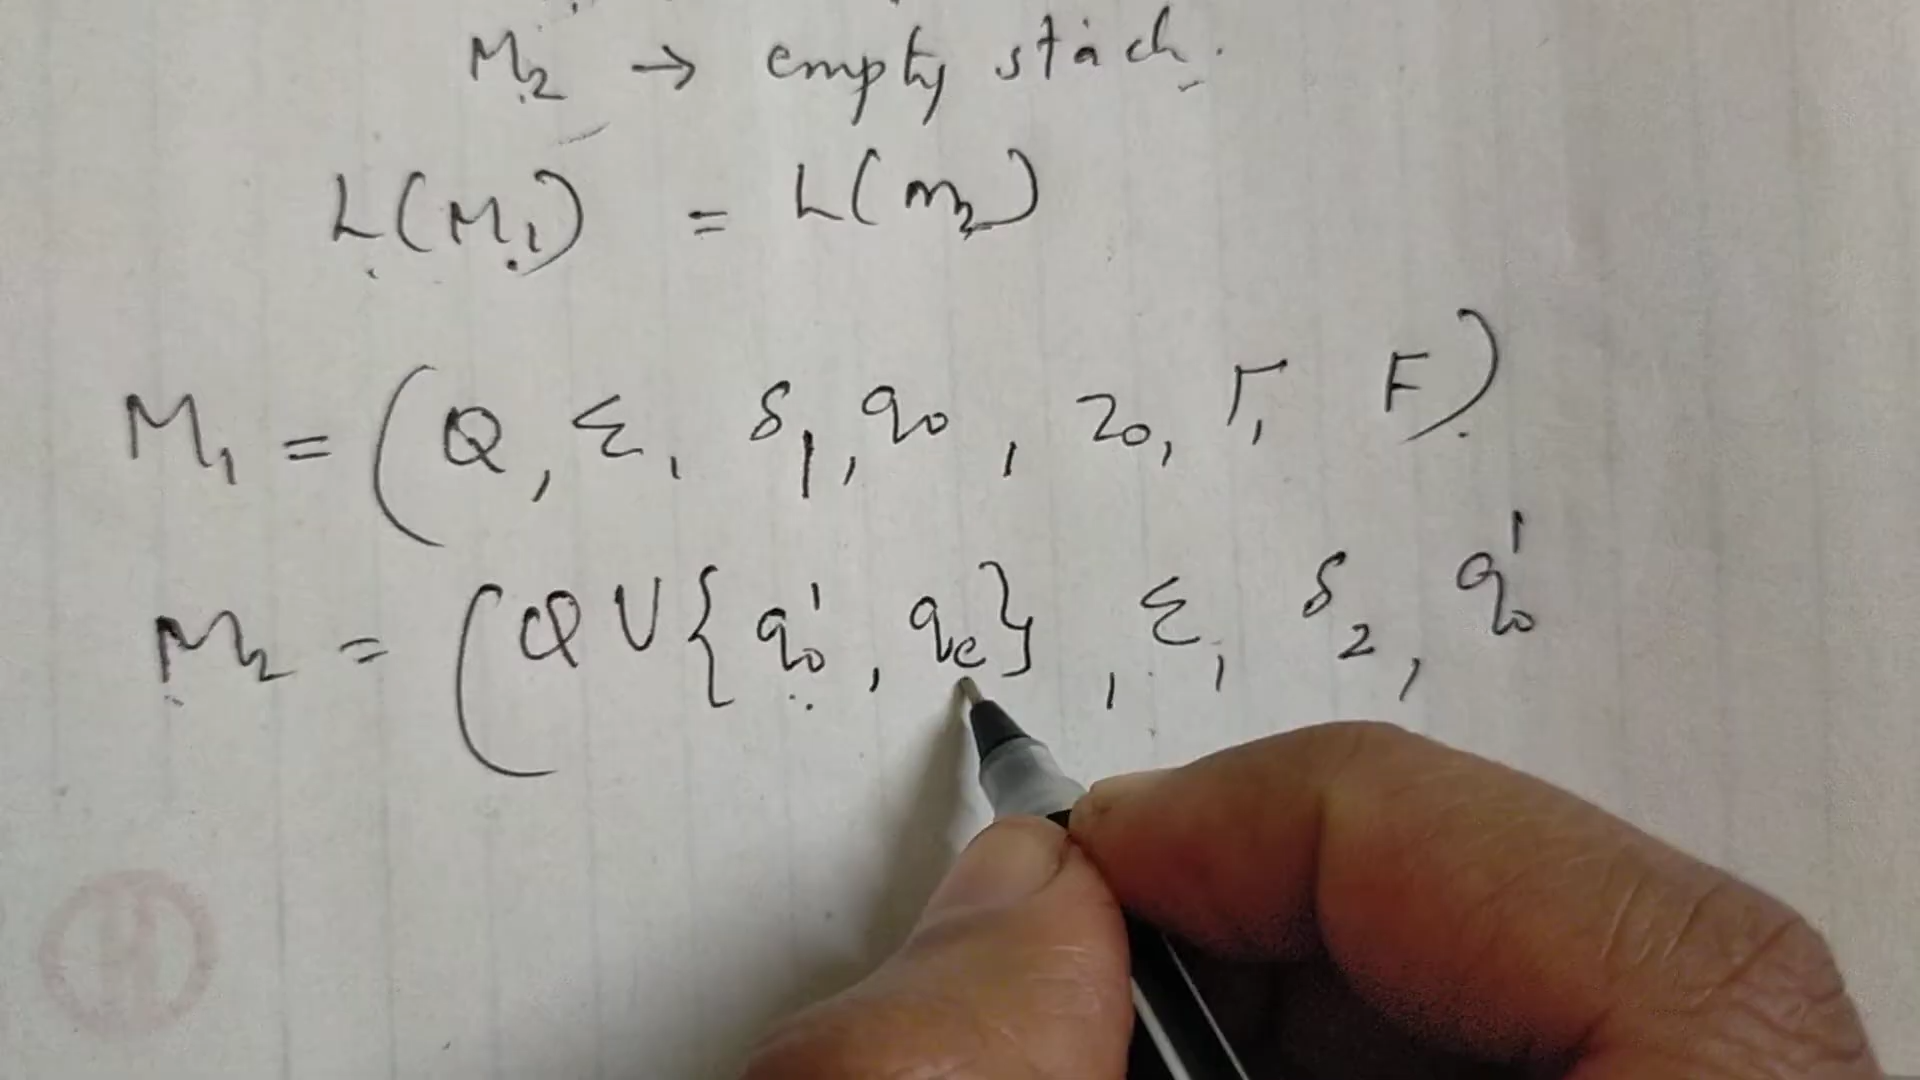 M₂ → empty stack.
L(M₁) = L(M₂)
M₁ = (Q, Σ, δ₁, q₀, z₀, Γ, F)
M₂ = (Q ∪ {q₀', qₑ}, Σ, δ₂, q₀'